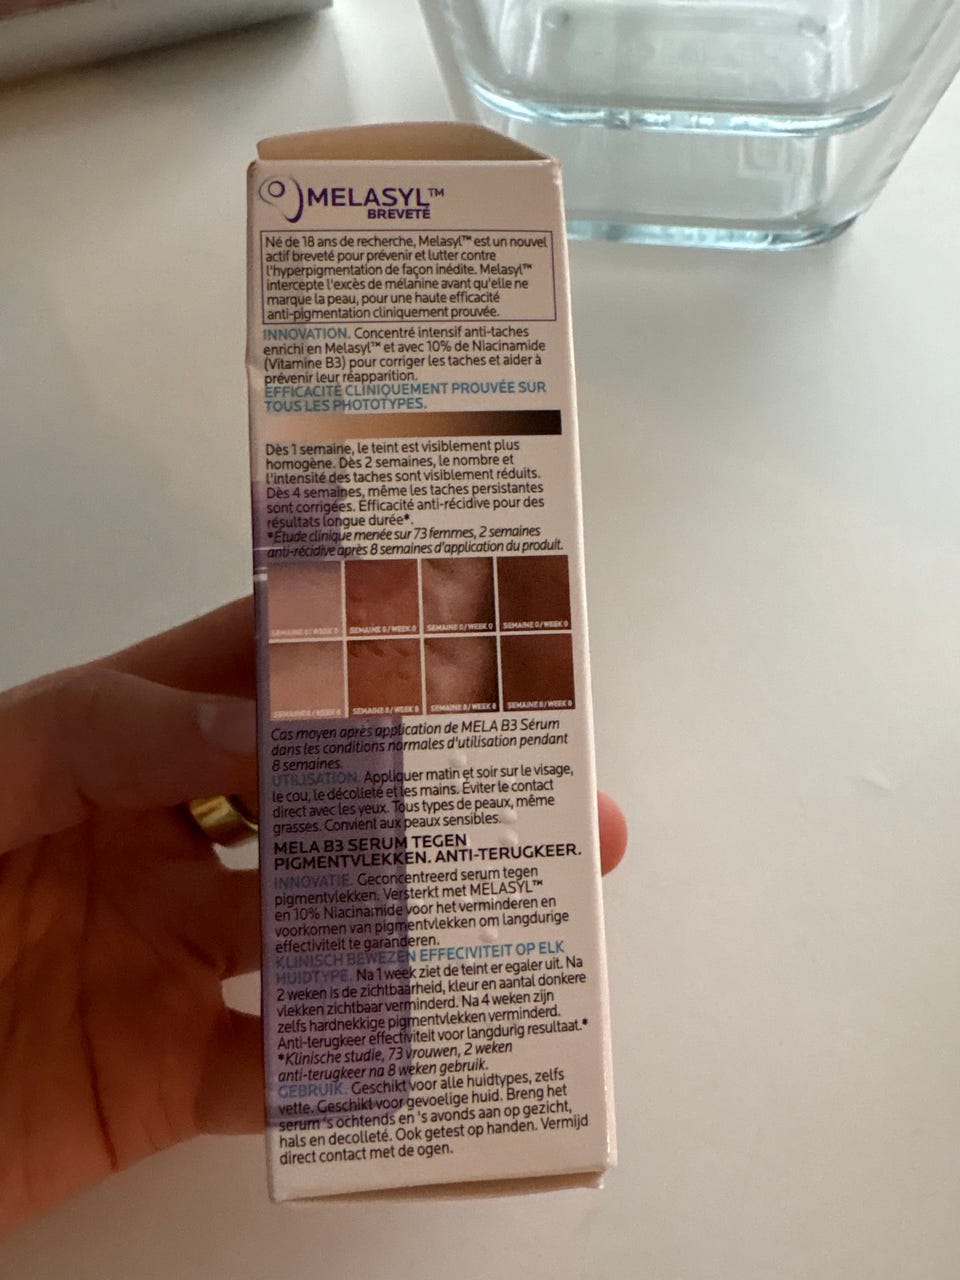 MELASYL™
BREVETÉ
Né de 18 ans de recherche, Melasyl™ est un nouvel
actif breveté pour prévenir et lutter contre
l'hyperpigmentation de façon inédite. Melasyl™
intercepte l'excès de mélanine avant qu'elle ne
marque la peau, pour une haute efficacité
anti-pigmentation cliniquement prouvée.
INNOVATION. Concentré intensif anti-taches
enrichi en Melasyl™ et avec 10% de Niacinamide
(Vitamine B3) pour corriger les taches et aider à
prévenir leur réapparition.
EFFICACITÉ CLINIQUEMENT PROUVÉE SUR
TOUS LES PHOTOTYPES.
Dès 1 semaine, le teint est visiblement plus
homogène. Dès 2 semaines, le nombre et
l'intensité des taches sont visiblement réduits.
Dès 4 semaines, même les taches persistantes
sont corrigées. Efficacité anti-récidive pour des
résultats longue durée*.
*Étude clinique menée sur 73 femmes, 2 semaines
anti-récidive après 8 semaines d'application du produit.
SEMAINE 0 / WEEK 0 SEMAINE 0 / WEEK 0 SEMAINE 0 / WEEK 0 SEMAINE 0 / WEEK 0
SEMAINE 8 / WEEK 8 SEMAINE 8 / WEEK 8 SEMAINE 8 / WEEK 8 SEMAINE 8 / WEEK 8
Cas moyen après application de MELA B3 Sérum
dans les conditions normales d'utilisation pendant
8 semaines.
UTILISATION. Appliquer matin et soir sur le visage,
le cou, le décolleté et les mains. Éviter le contact
direct avec les yeux. Tous types de peaux, même
grasses. Convient aux peaux sensibles.
MELA B3 SERUM TEGEN
PIGMENTVLEKKEN. ANTI-TERUGKEER.
INNOVATIE. Geconcentreerd serum tegen
pigmentvlekken. Versterkt met MELASYL™
en 10% Niacinamide voor het verminderen en
voorkomen van pigmentvlekken om langdurige
effectiviteit te garanderen.
KLINISCH BEWEZEN EFFECIVITEIT OP ELK
HUIDTYPE. Na 1 week ziet de teint er egaler uit. Na
2 weken is de zichtbaarheid, kleur en aantal donkere
vlekken zichtbaar verminderd. Na 4 weken zijn
zelfs hardnekkige pigmentvlekken verminderd.
Anti-terugkeer effectiviteit voor langdurig resultaat.*
*Klinische studie, 73 vrouwen, 2 weken
anti-terugkeer na 8 weken gebruik.
GEBRUIK. Geschikt voor alle huidtypes, zelfs
vette. Geschikt voor gevoelige huid. Breng het
serum 's ochtends en 's avonds aan op gezicht,
hals en decolleté. Ook getest op handen. Vermijd
direct contact met de ogen.